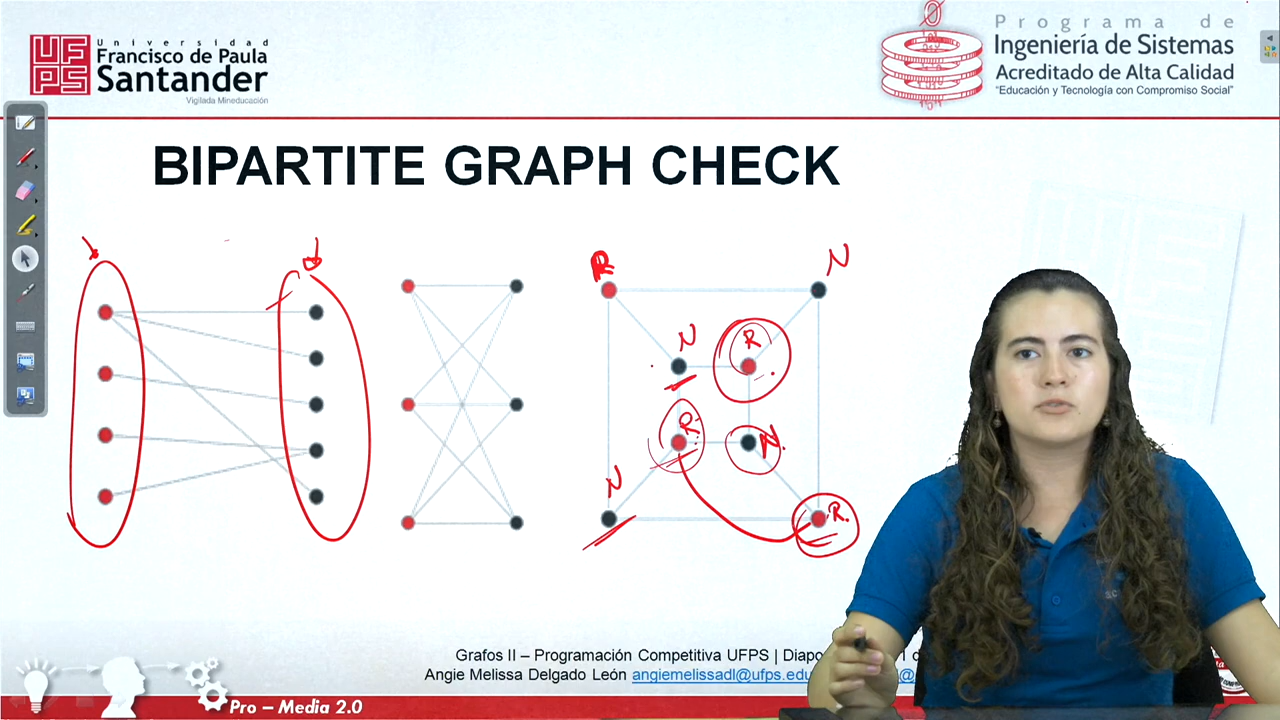 UF
PS
Universidad
Francisco de Paula
Santander
Vigilada Mineducación
Programa de
Ingeniería de Sistemas
Acreditado de Alta Calidad
"Educación y Tecnología con Compromiso Social"
BIPARTITE GRAPH CHECK
R
N
N
R
R
N
N
R
Grafos II – Programación Competitiva UFPS |
Angie Melissa Delgado León angiemelissadl@ufps.edu
Pro – Media 2.0